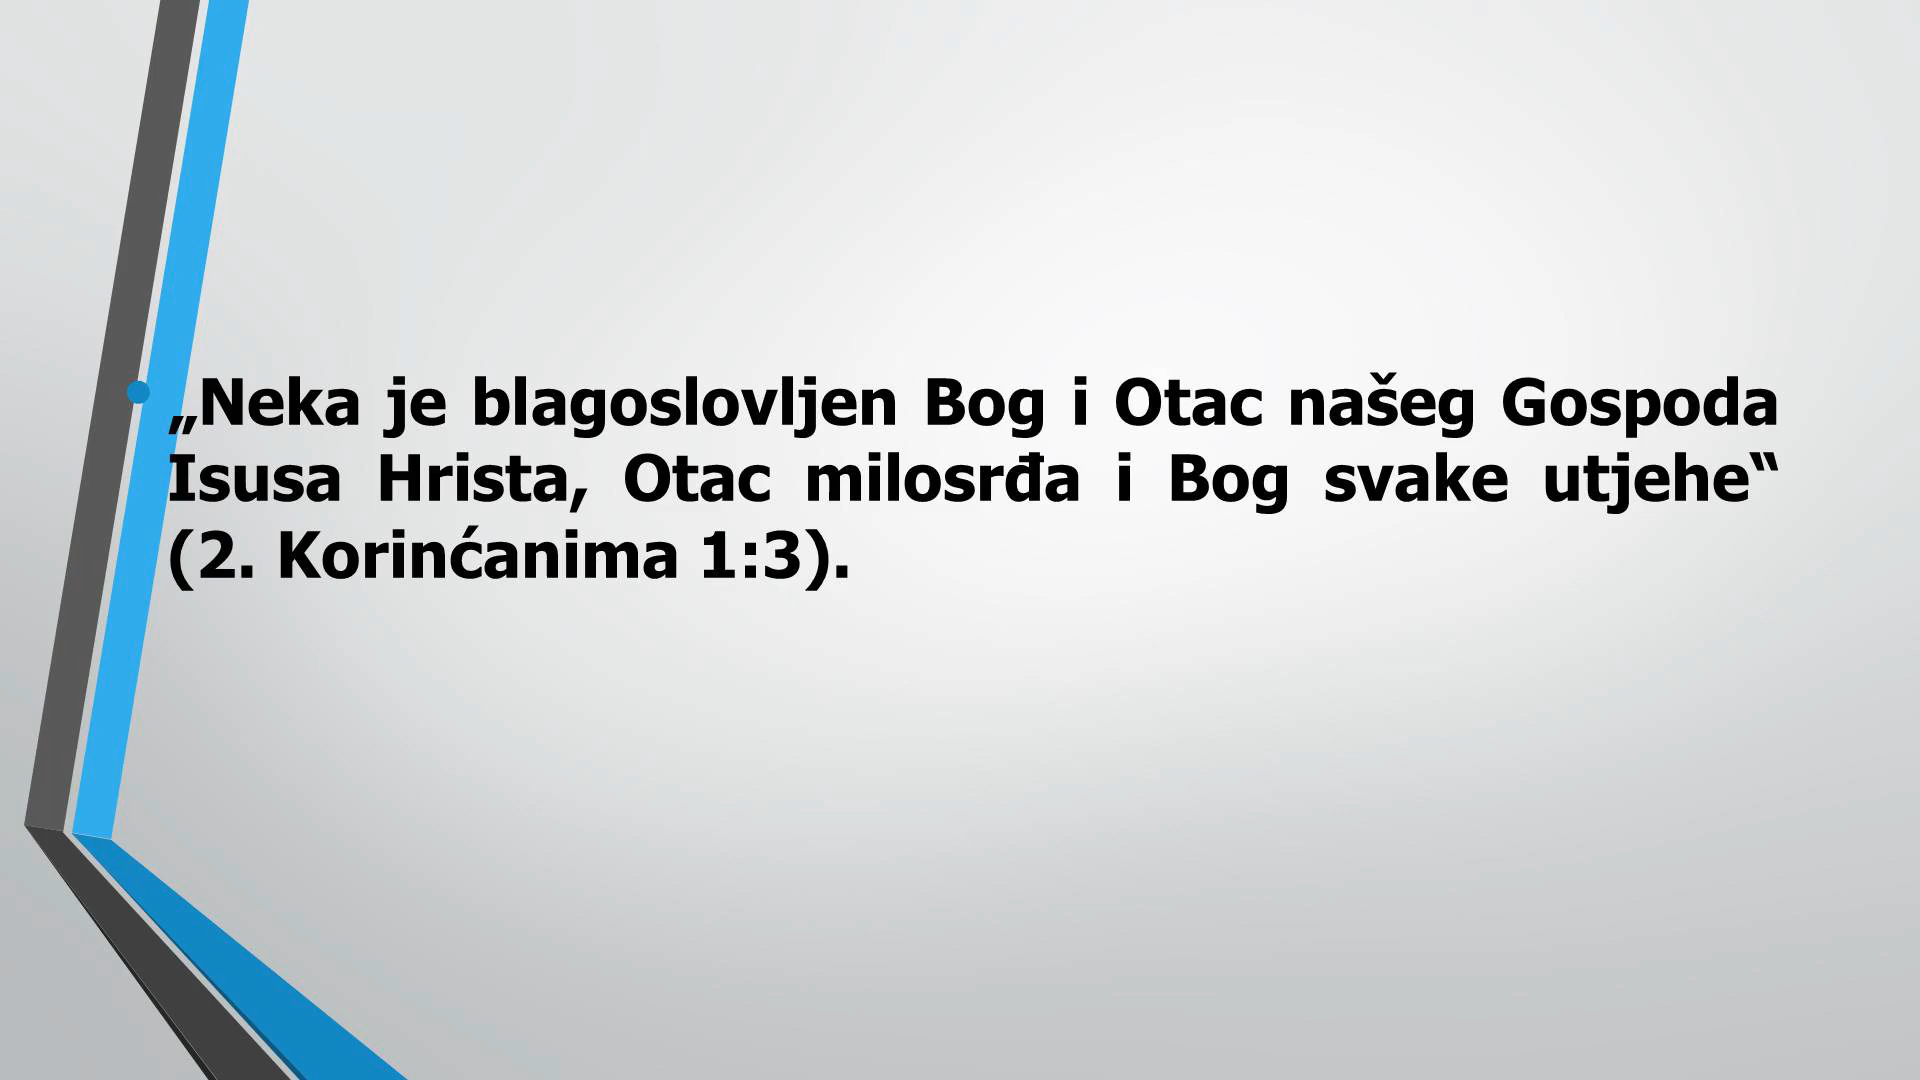 „Neka je blagoslovljen Bog i Otac našeg Gospoda
Isusa Hrista, Otac milosrđa i Bog svake utjehe“
(2. Korinćanima 1:3).